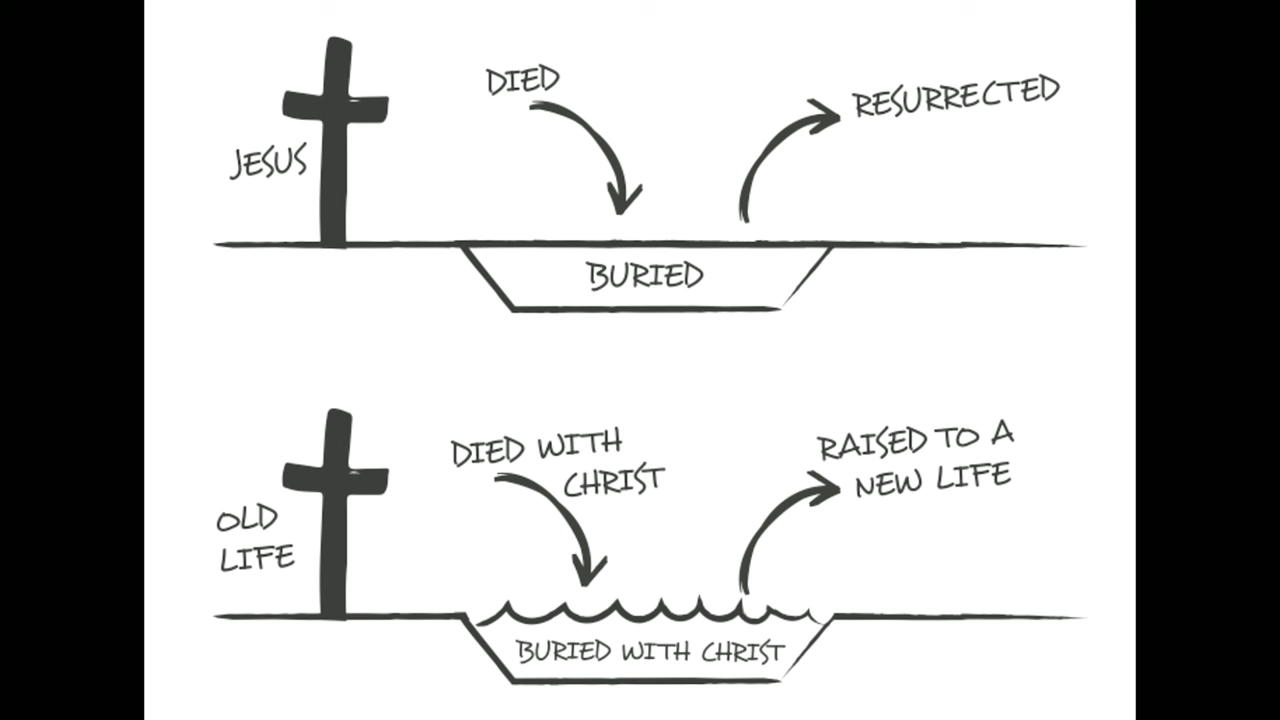 DIED
RESURRECTED
JESUS
BURIED
DIED WITH
CHRIST
RAISED TO A
NEW LIFE
OLD
LIFE
BURIED WITH CHRIST